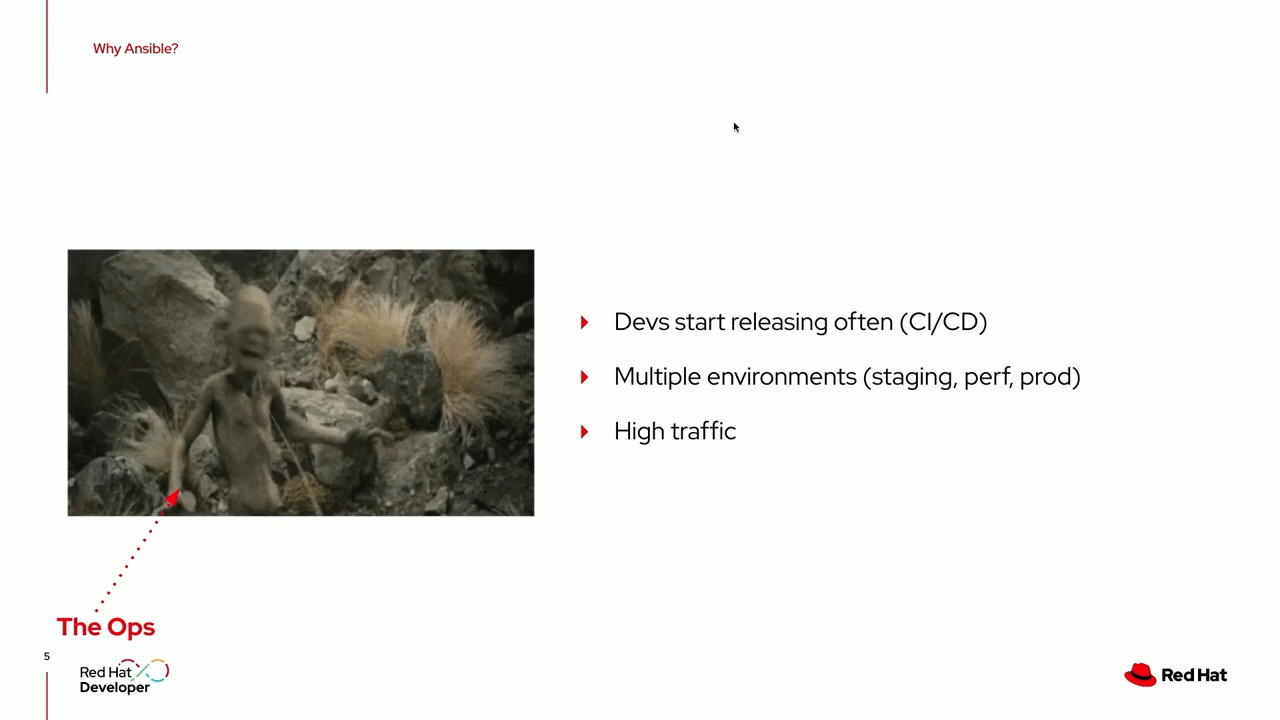 Why Ansible?
Devs start releasing often (CI/CD)
Multiple environments (staging, perf, prod)
High traffic
The Ops
5
Red Hat
Developer
Red Hat